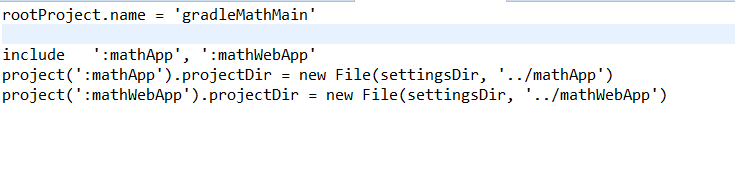 rootProject.name = 'gradleMathMain'
include   ':mathApp', ':mathWebApp'
project(':mathApp').projectDir = new File(settingsDir, '../mathApp')
project(':mathWebApp').projectDir = new File(settingsDir, '../mathWebApp')